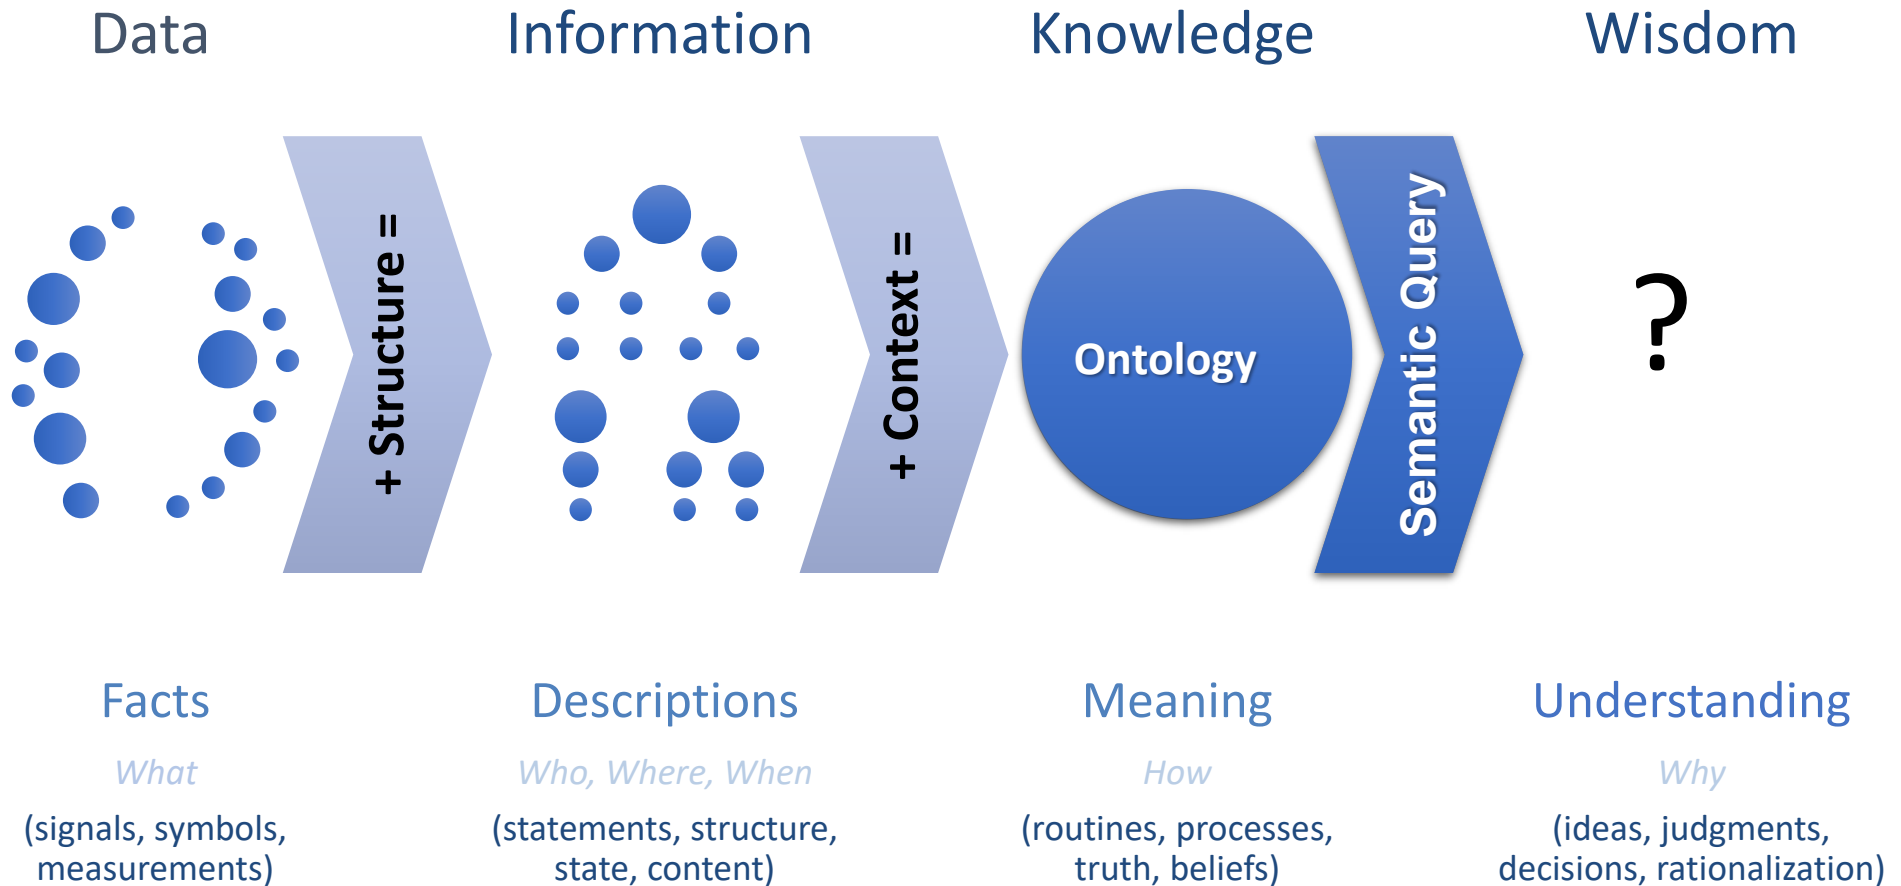 Data
Information
Knowledge
Wisdom
+ Structure =
+ Context =
Ontology
Semantic Query
?
Facts
Descriptions
Meaning
Understanding
What
Who, Where, When
How
Why
(signals, symbols,
measurements)
(statements, structure,
state, content)
(routines, processes,
truth, beliefs)
(ideas, judgments,
decisions, rationalization)